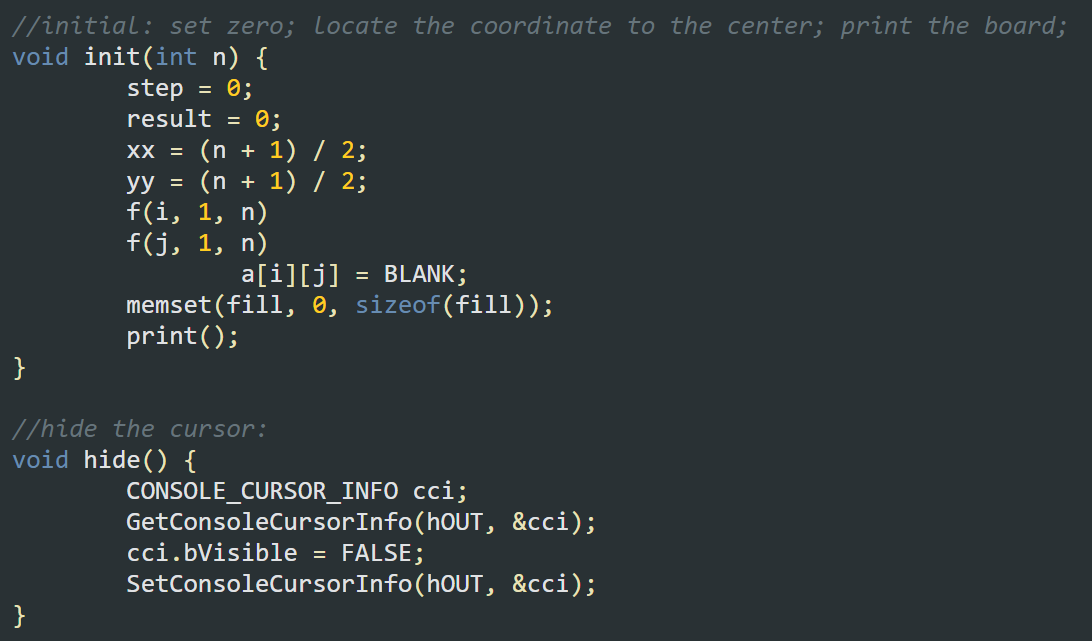 //initial: set zero; locate the coordinate to the center; print the board;
void init(int n) {
        step = 0;
        result = 0;
        xx = (n + 1) / 2;
        yy = (n + 1) / 2;
        f(i, 1, n)
        f(j, 1, n)
                a[i][j] = BLANK;
        memset(fill, 0, sizeof(fill));
        print();
}

//hide the cursor:
void hide() {
        CONSOLE_CURSOR_INFO cci;
        GetConsoleCursorInfo(hOUT, &cci);
        cci.bVisible = FALSE;
        SetConsoleCursorInfo(hOUT, &cci);
}